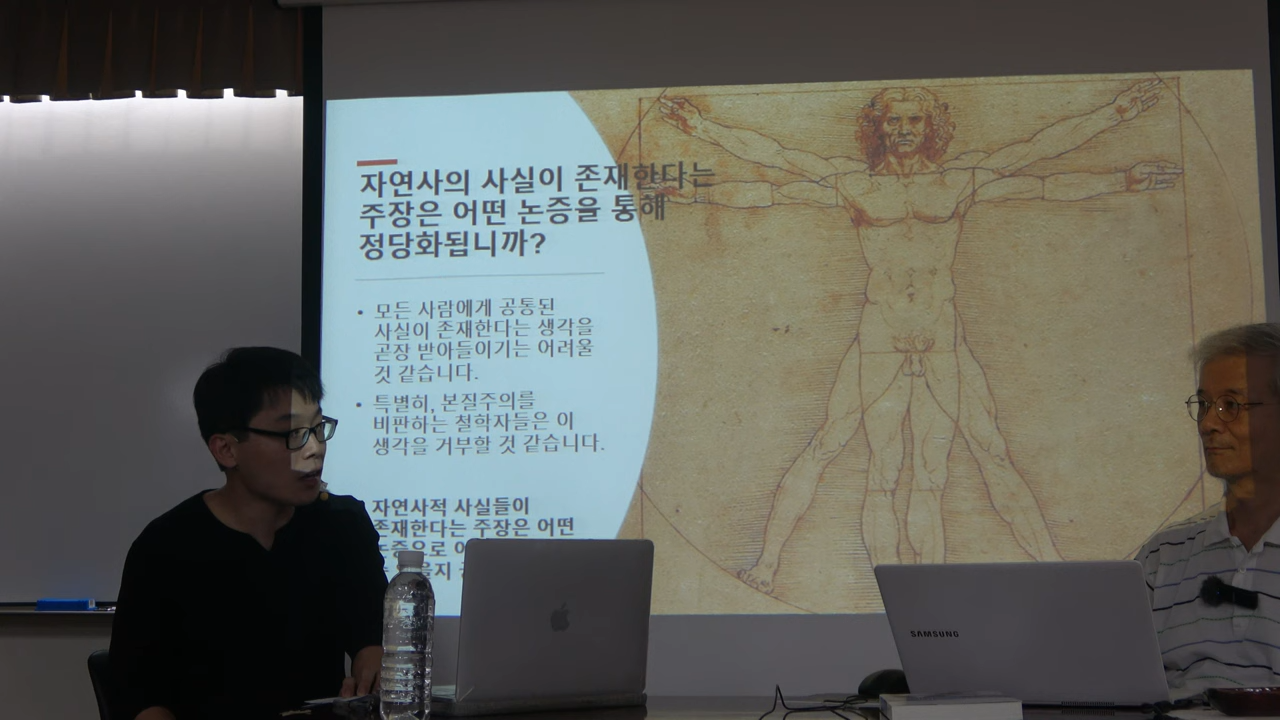 자연사의 사실이 존재한다는
주장은 어떤 논증을 통해
정당화됩니까?
• 모든 사람에게 공통된
사실이 존재한다는 생각을
곧장 받아들이기는 어려울
것 같습니다.
• 특별히, 본질주의를
비판하는 철학자들은 이
생각을 거부할 것 같습니다.
자연사적 사실들이
존재한다는 주장은 어떤
논증으로
SAMSUNG